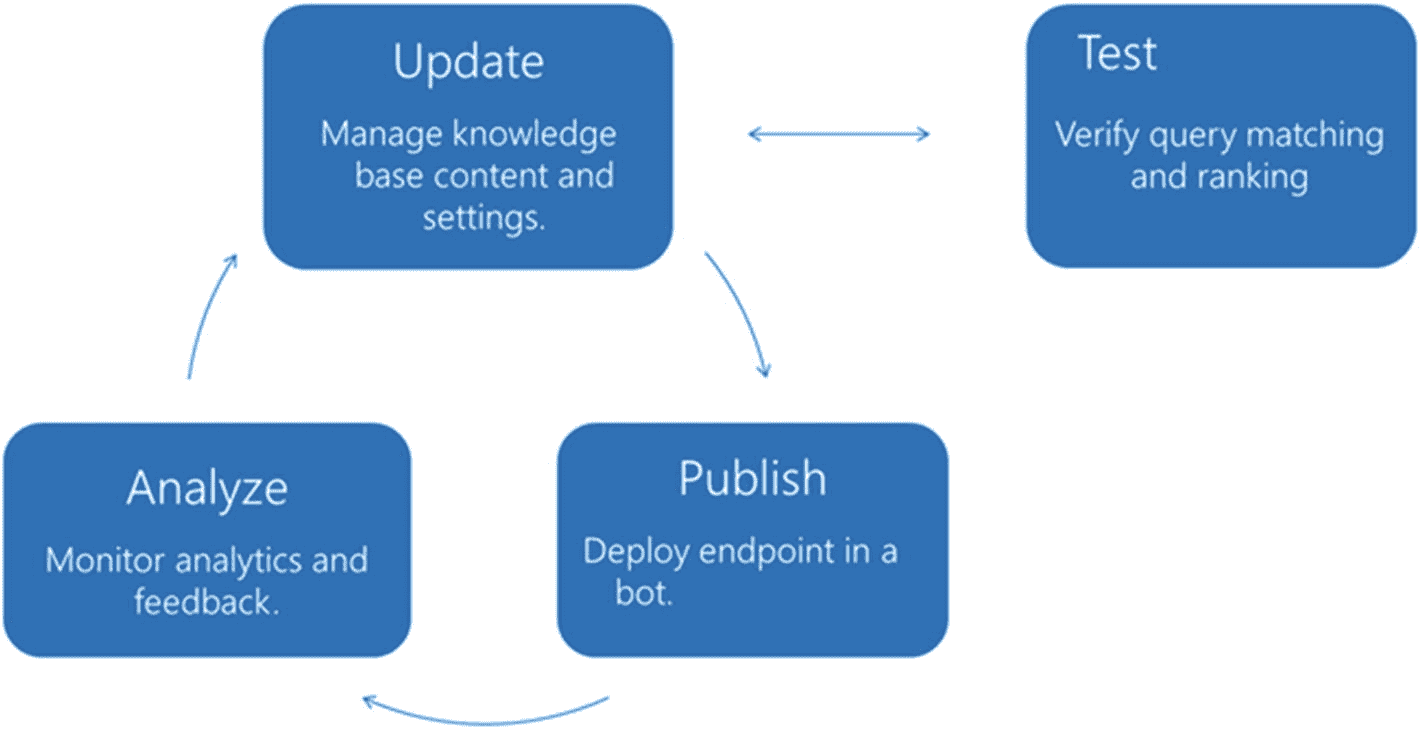 Update
Manage knowledge
base content and
settings.
Test
Verify query matching
and ranking
Analyze
Monitor analytics and
feedback.
Publish
Deploy endpoint in a
bot.